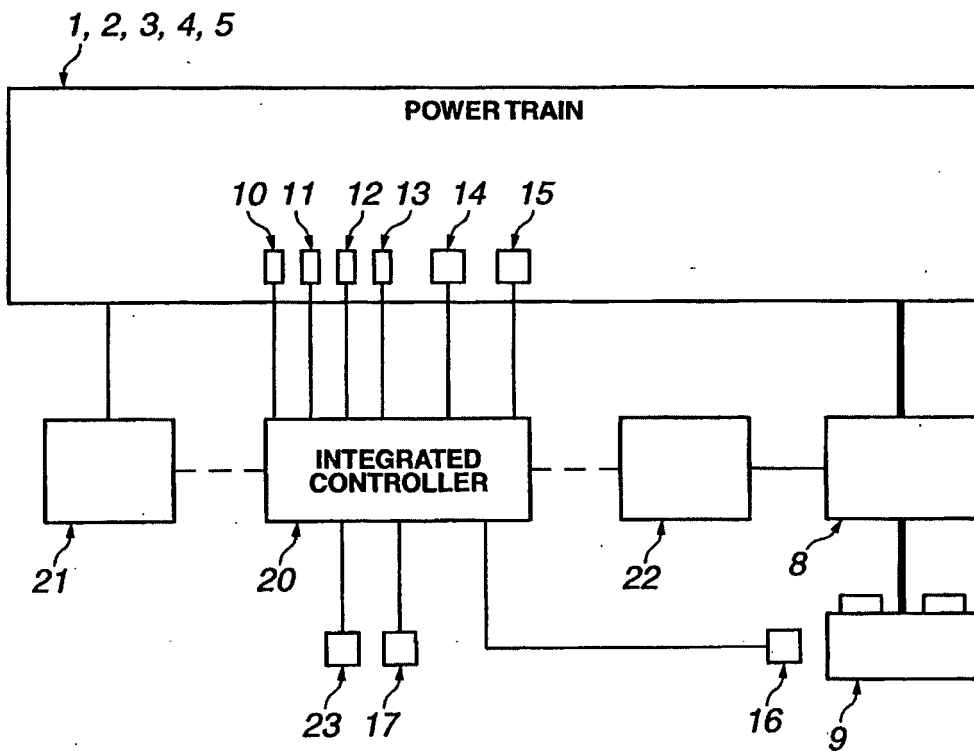 1, 2, 3, 4, 5
POWER TRAIN
10 11 12 13 14 15
INTEGRATED
CONTROLLER
21 20 22 8
23 17 16 9